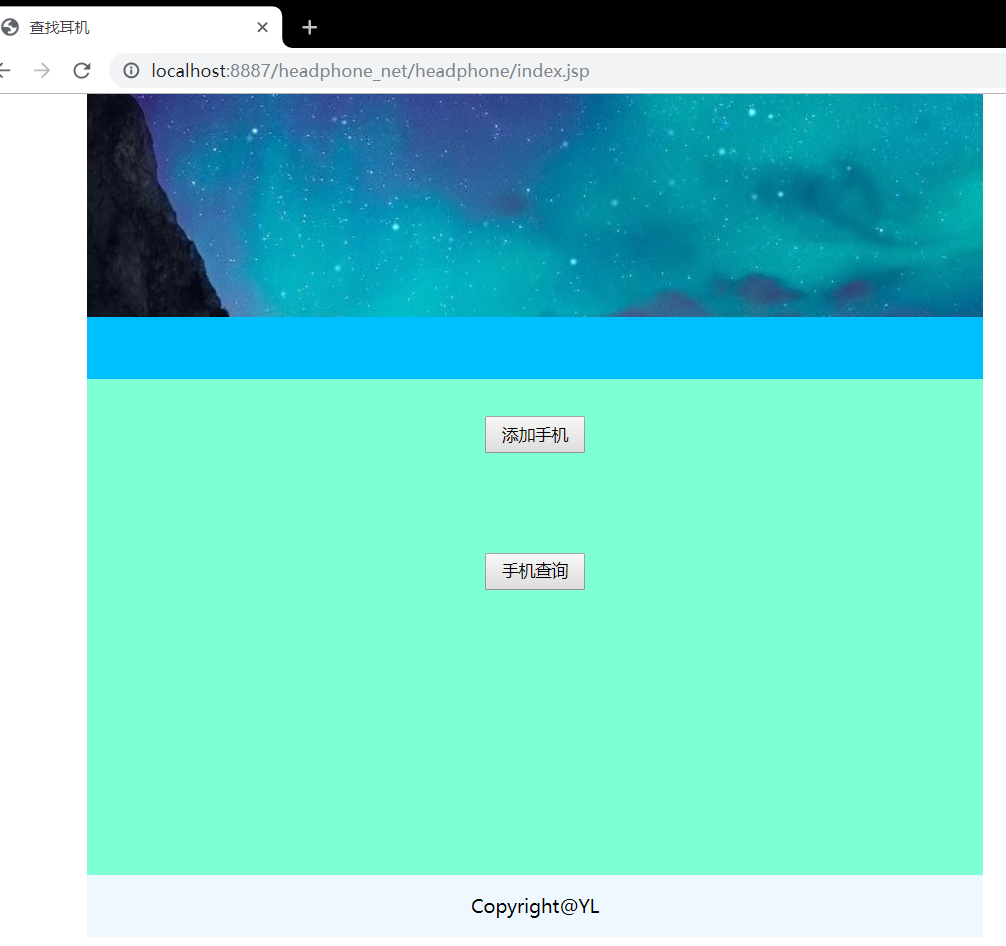 查找耳机
localhost:8887/headphone_net/headphone/index.jsp
添加手机
手机查询
Copyright@YL